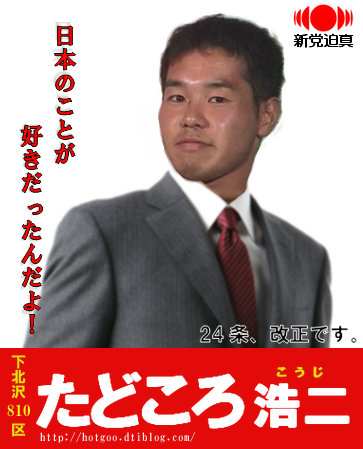 新党迫真
日本のことが
好きだったんだよ！
24条、改正です。
下北沢
810
区
たどころ
こうじ
浩二
http://hotgoo.dtiblog.com/